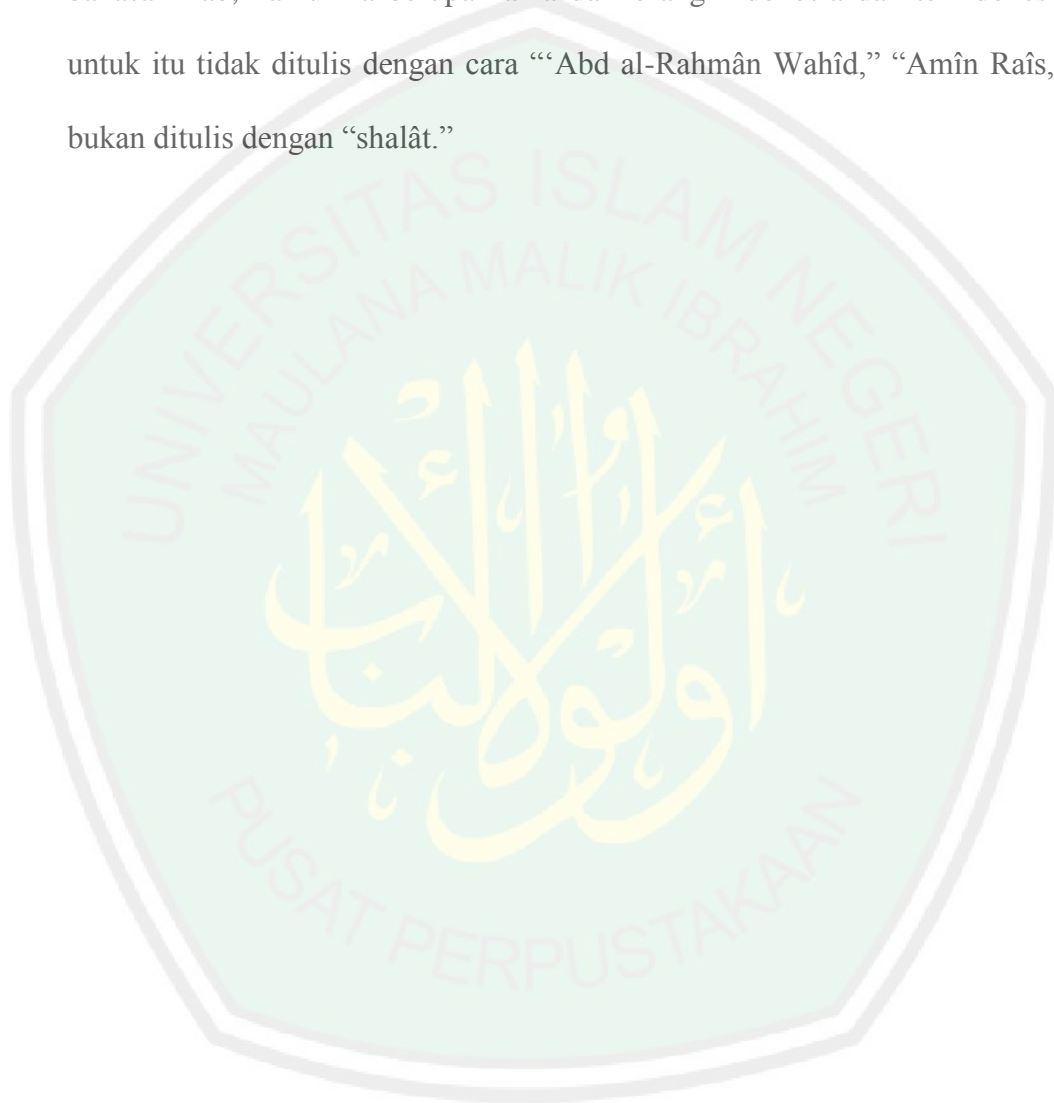 untuk itu tidak ditulis dengan cara “‘Abd al-Rahmân Wahîd,” “Amîn Raîs,
bukan ditulis dengan “shalât.”
UNIVERSITAS ISLAM NEGERI
MAULANA MALIK IBRAHIM
أولو الألباب
PUSAT PERPUSTAKAAN